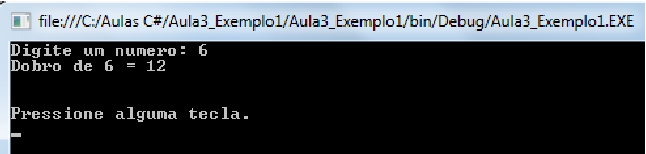 file:///C:/Aulas C#/Aula3_Exemplo1/Aula3_Exemplo1/bin/Debug/Aula3_Exemplo1.EXE
Digite um numero: 6
Dobro de 6 = 12
Pressione alguma tecla.